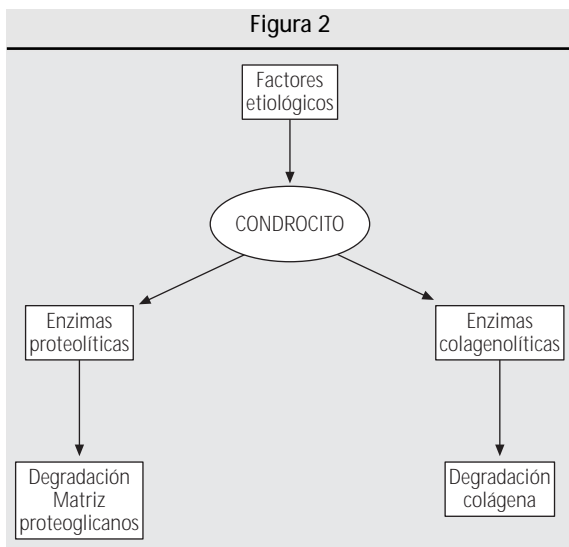 Figura 2
Factores
etiológicos
CONDROCITO
Enzimas
proteolíticas
Enzimas
colagenolíticas
Degradación
Matriz
proteoglicanos
Degradación
colágena